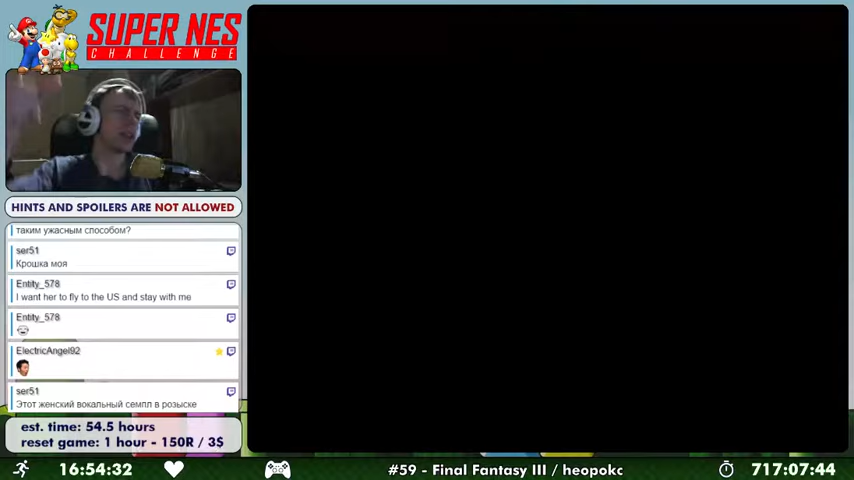 SUPER NES
CHALLENGE
HINTS AND SPOILERS ARE NOT ALLOWED
таким ужасным способом?
ser51
Крошка моя
Entity_578
I want her to fly to the US and stay with me
Entity_578
ElectricAngel92
ser51
Этот женский вокальный семпл в розыске
est. time: 54.5 hours
reset game: 1 hour - 150R / 3$
16:54:32
#59 - Final Fantasy III / heopokc
717:07:44